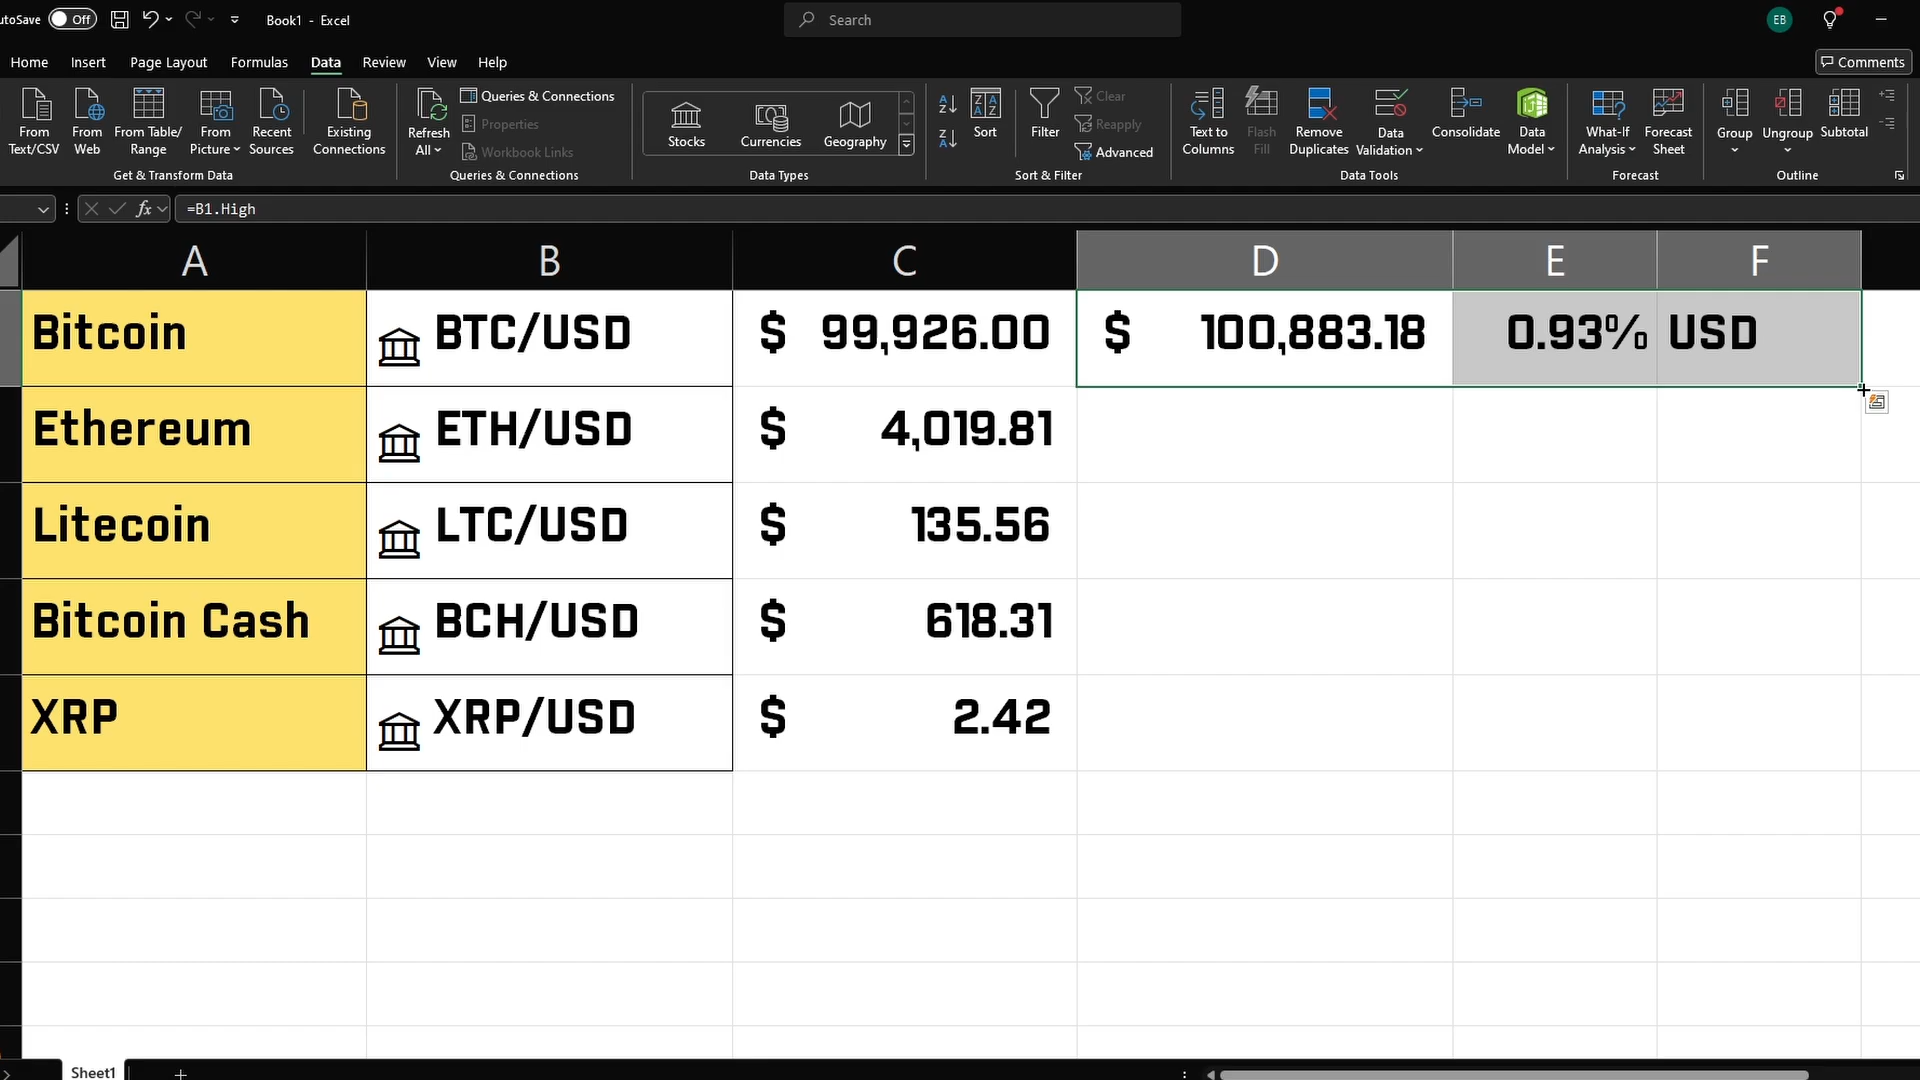 utoSave Off Book1 - Excel Search EB
Home Insert Page Layout Formulas Data Review View Help Comments
From Text/CSV
From Web
From Table/ Range
From Picture
Recent Sources
Existing Connections
Get & Transform Data
Refresh All
Queries & Connections
Properties
Workbook Links
Queries & Connections
Stocks Currencies Geography
Data Types
Sort
Filter
Clear
Reapply
Advanced
Sort & Filter
Text to Columns
Flash Fill
Remove Duplicates
Data Validation
Consolidate
Data Model
Data Tools
What-If Analysis
Forecast Sheet
Forecast
Group
Ungroup
Subtotal
Outline
fx =B1.High
A B C D E F
Bitcoin BTC/USD $ 99,926.00 $ 100,883.18 0.93% USD
Ethereum ETH/USD $ 4,019.81
Litecoin LTC/USD $ 135.56
Bitcoin Cash BCH/USD $ 618.31
XRP XRP/USD $ 2.42
Sheet1